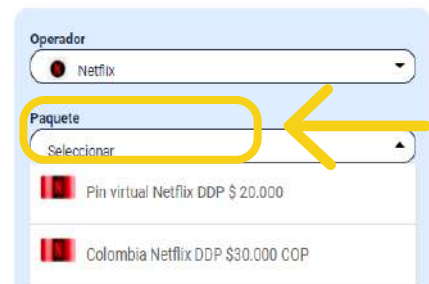 Operador
Netflix
Paquete
Seleccionar
Pin virtual Netflix DDP $ 20.000
Colombia Netflix DDP $30.000 COP